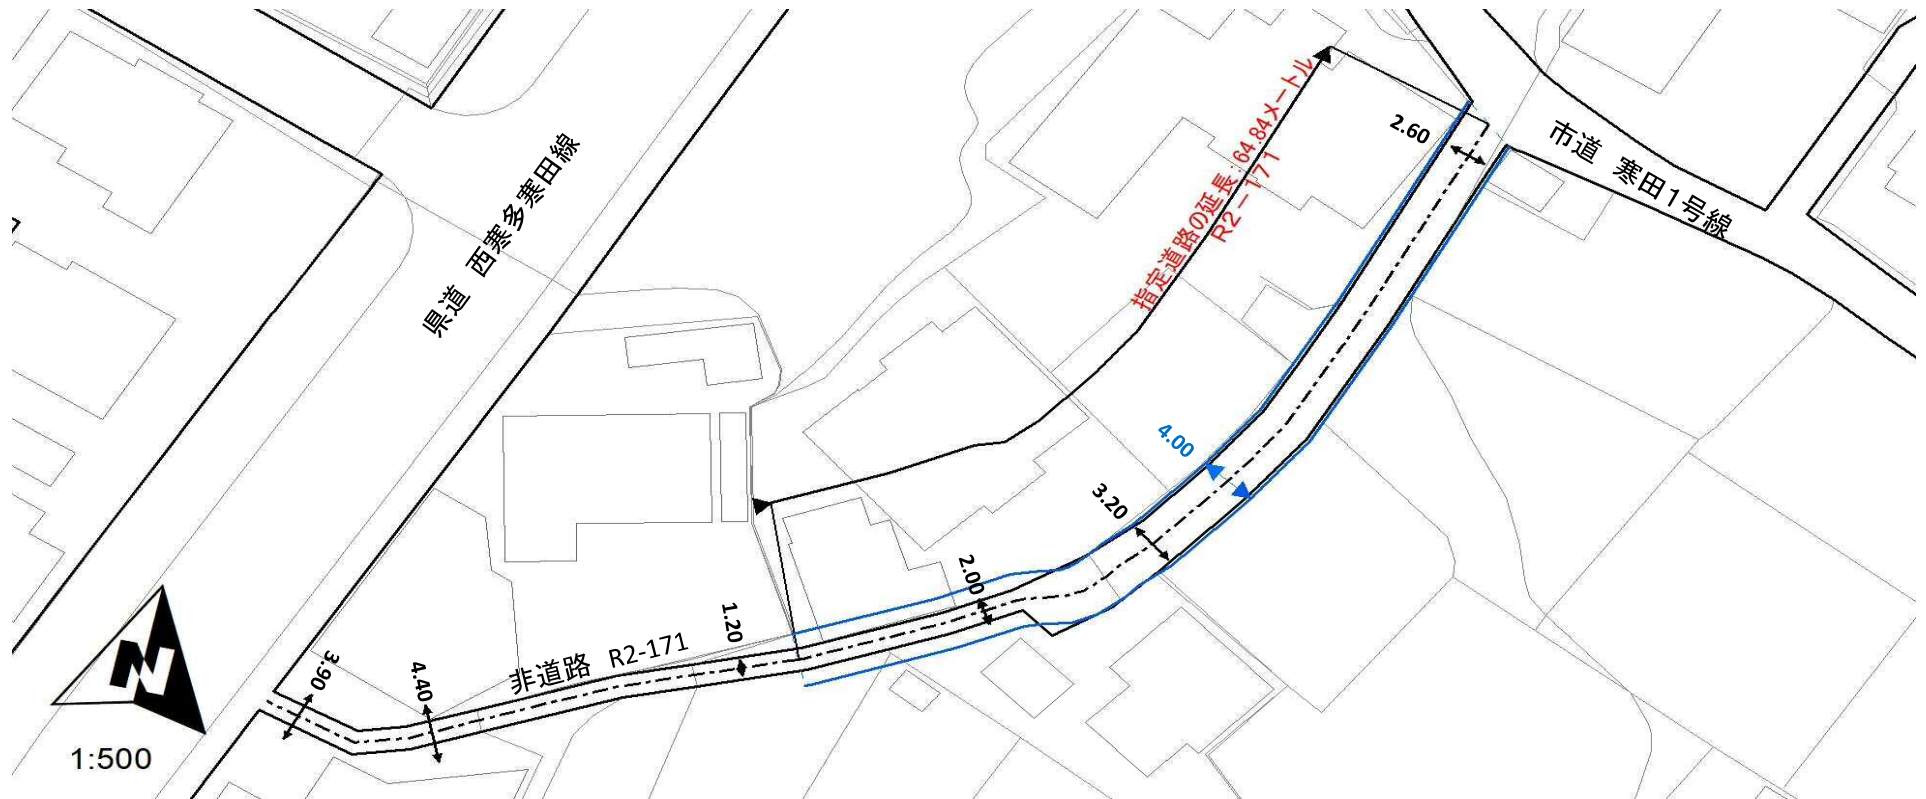 県道 西寒多寒田線
指定道路の延長:64.84メートル
R2-171
2.60
市道 寒田1号線
4.00
3.20
2.00
1.20
非道路 R2-171
4.40
3.90
N
1:500